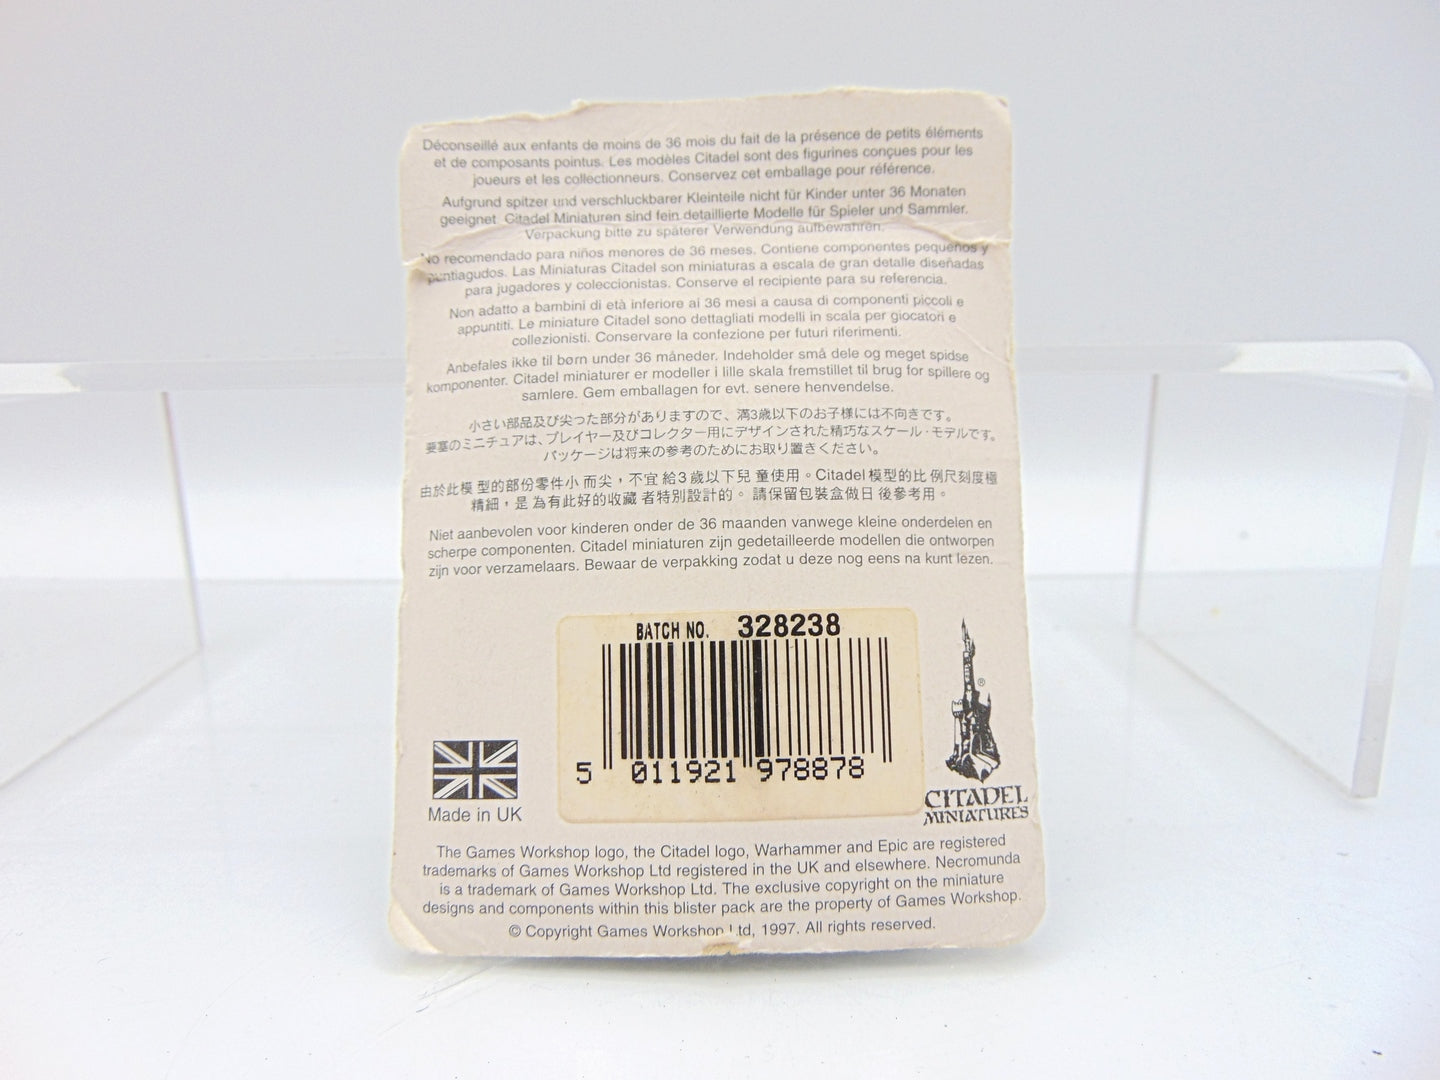 Déconseillé aux enfants de moins de 36 mois du fait de la présence de petits éléments
et de composants pointus. Les modèles Citadel sont des figurines conçues pour les
joueurs et les collectionneurs. Conservez cet emballage pour référence.
Aufgrund spitzer und verschluckbarer Kleinteile nicht für Kinder unter 36 Monaten
geeignet. Citadel Miniaturen sind fein detaillierte Modelle für Spieler und Sammler.
Verpackung bitte zu späterer Verwendung aufbewahren.
No recomendado para niños menores de 36 meses. Contiene componentes pequeños y
puntiagudos. Las Miniaturas Citadel son miniaturas a escala de gran detalle diseñadas
para jugadores y coleccionistas. Conserve el recipiente para su referencia.
Non adatto a bambini di età inferiore ai 36 mesi a causa di componenti piccoli e
appuntiti. Le miniature Citadel sono dettagliati modelli in scala per giocatori e
collezionisti. Conservare la confezione per futuri riferimenti.
Anbefales ikke til børn under 36 måneder. Indeholder små dele og meget spidse
komponenter. Citadel miniaturer er modeller i lille skala fremstillet til brug for spillere og
samlere. Gem emballagen for evt. senere henvendelse.
小さい部品及び尖った部分がありますので、満3歳以下のお子様には不向きです。
要塞のミニチュアは、プレイヤー及びコレクター用にデザインされた精巧なスケール・モデルです。
パッケージは将来の参考のためにお取り置きください。
由於此模 型的部份零件小 而尖，不宜 給3 歲以下兒 童使用。Citadel 模型的比 例尺刻度極
精細，是 為有此好的收藏 者特別設計的。 請保留包裝盒做日 後參考用。
Niet aanbevolen voor kinderen onder de 36 maanden vanwege kleine onderdelen en
scherpe componenten. Citadel miniaturen zijn gedetailleerde modellen die ontworpen
zijn voor verzamelaars. Bewaar de verpakking zodat u deze nog eens na kunt lezen.
BATCH NO. 328238
5 011921 978878
Made in UK
®
CITADEL
MINIATURES
The Games Workshop logo, the Citadel logo, Warhammer and Epic are registered
trademarks of Games Workshop Ltd registered in the UK and elsewhere. Necromunda
is a trademark of Games Workshop Ltd. The exclusive copyright on the miniature
designs and components within this blister pack are the property of Games Workshop.
© Copyright Games Workshop Ltd, 1997. All rights reserved.